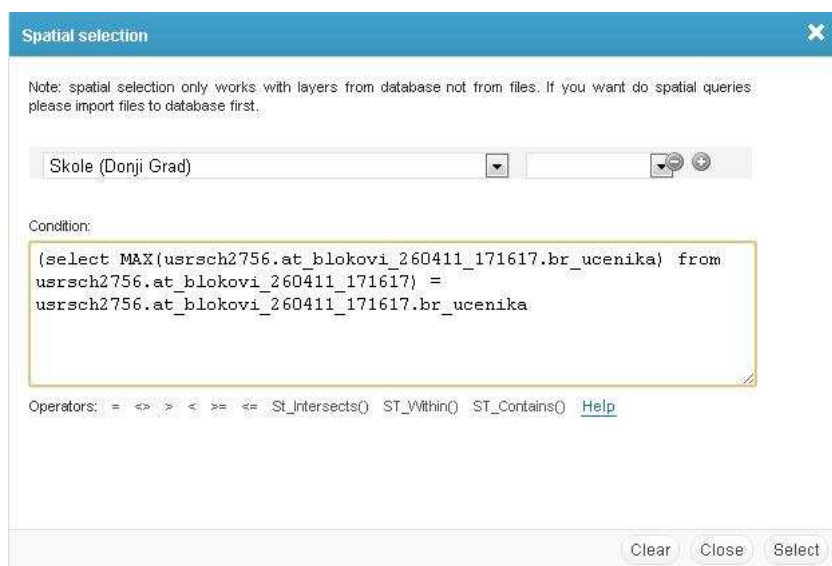 Spatial selection
Note: spatial selection only works with layers from database not from files. If you want do spatial queries
please import files to database first.
Skole (Donji Grad)
Condition:
(select MAX(usrsch2756.at_blokovi_260411_171617.br_ucenika) from
usrsch2756.at_blokovi_260411_171617) =
usrsch2756.at_blokovi_260411_171617.br_ucenika
Operators: = <> > < >= <= St_Intersects() ST_Within() ST_Contains() Help
Clear Close Select